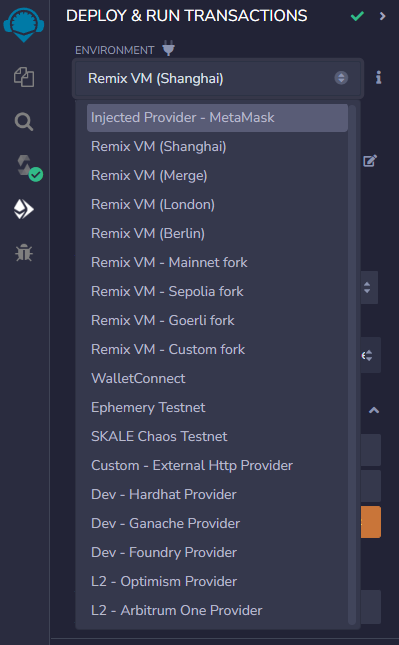 DEPLOY & RUN TRANSACTIONS
ENVIRONMENT
Remix VM (Shanghai)
Injected Provider - MetaMask
Remix VM (Shanghai)
Remix VM (Merge)
Remix VM (London)
Remix VM (Berlin)
Remix VM - Mainnet fork
Remix VM - Sepolia fork
Remix VM - Goerli fork
Remix VM - Custom fork
WalletConnect
Ephemery Testnet
SKALE Chaos Testnet
Custom - External Http Provider
Dev - Hardhat Provider
Dev - Ganache Provider
Dev - Foundry Provider
L2 - Optimism Provider
L2 - Arbitrum One Provider